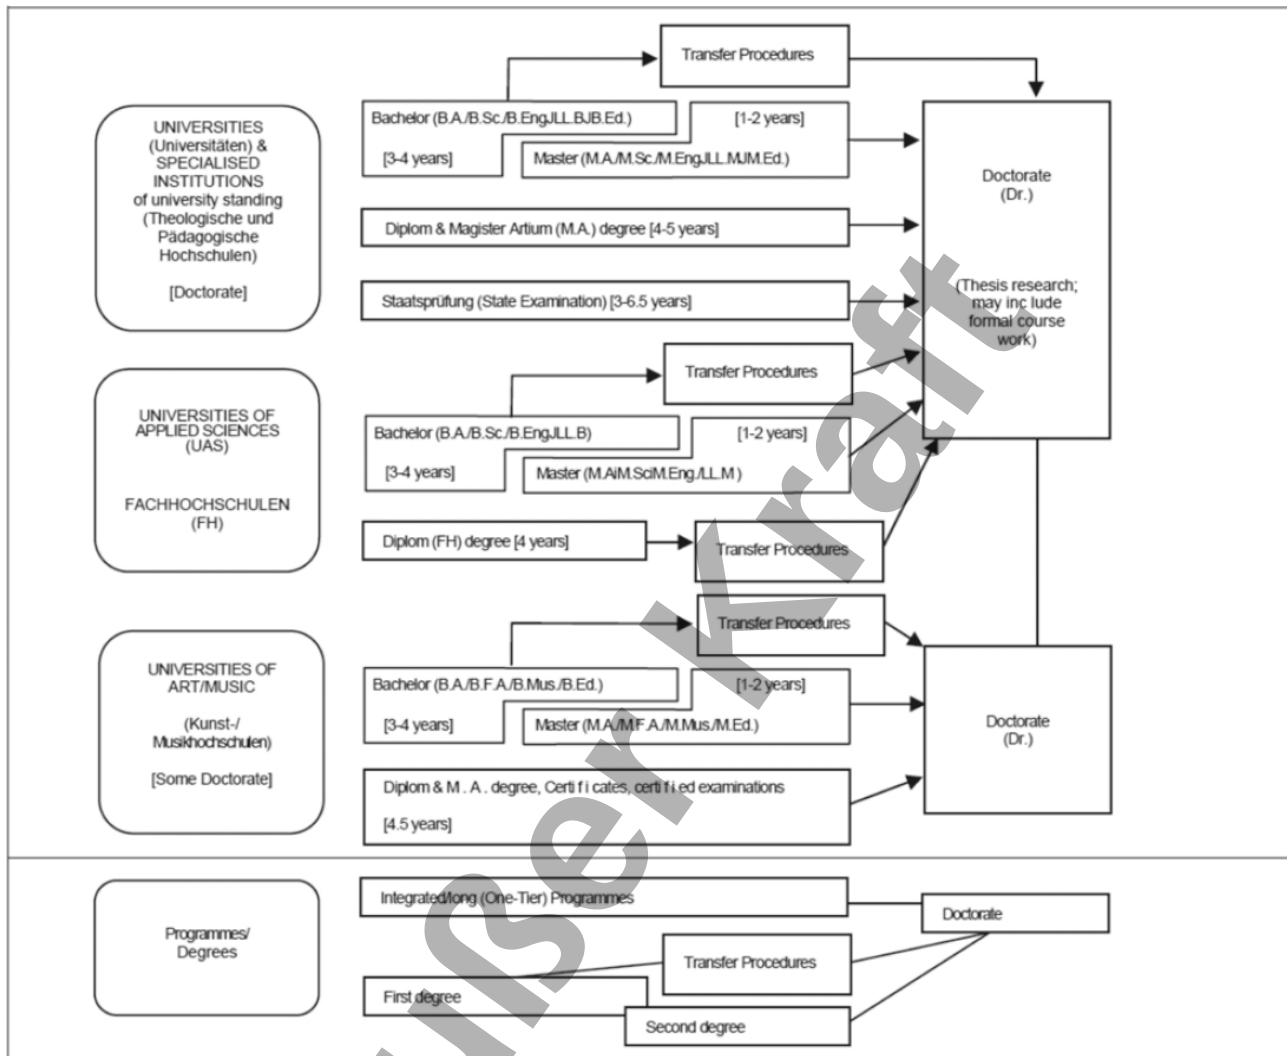 Transfer Procedures
UNIVERSITIES
(Universitäten) &
SPECIALISED
INSTITUTIONS
of university standing
(Theologische und
Pädagogische
Hochschulen)
[Doctorate]
Bachelor (B.A./B.Sc./B.EngJLL.BJB.Ed.)
[1-2 years]
[3-4 years]
Master (M.A./M.Sc./M.EngJLL.MJM.Ed.)
Diplom & Magister Artium (M.A.) degree [4-5 years]
Staatsprüfung (State Examination) [3-6.5 years]
Doctorate
(Dr.)
(Thesis research;
may inc lude
formal course
work)
UNIVERSITIES OF
APPLIED SCIENCES
(UAS)
FACHHOCHSCHULEN
(FH)
Transfer Procedures
Bachelor (B.A./B.Sc./B.EngJLL.B)
[1-2 years]
[3-4 years]
Master (M.AiM.SciM.Eng./LL.M )
Diplom (FH) degree [4 years]
Transfer Procedures
Transfer Procedures
UNIVERSITIES OF
ART/MUSIC
(Kunst-/
Musikhochschulen)
[Some Doctorate]
Bachelor (B.A./B.F.A/B.Mus./B.Ed.)
[1-2 years]
[3-4 years]
Master (M.A./M.F.A./M.Mus./M.Ed.)
Diplom & M . A . degree, Certi f i cates, certi f i ed examinations
[4.5 years]
Doctorate
(Dr.)
Programmes/
Degrees
Integrated/long (One-Tier) Programmes
Doctorate
Transfer Procedures
First degree
Second degree
ußer Kraft